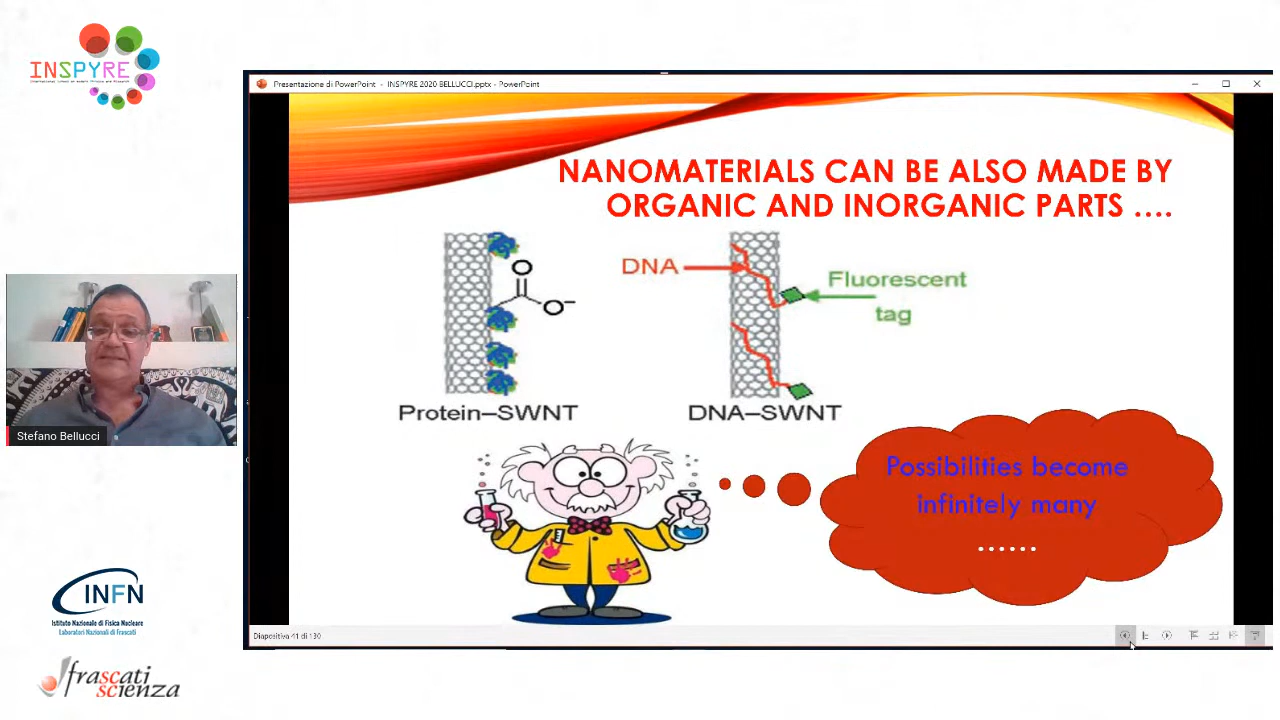 INSPYRE
Presentazione di PowerPoint - INSPYRE 2020 BELLUCCI.pptx - PowerPoint
NANOMATERIALS CAN BE ALSO MADE BY
ORGANIC AND INORGANIC PARTS ....
O
O−
DNA
Fluorescent
tag
Protein–SWNT
DNA–SWNT
Possibilities become
infinitely many
......
Stefano Bellucci
INFN
Istituto Nazionale di Fisica Nucleare
Laboratori Nazionali di Frascati
frascati
scienza
Diapositiva 41 di 130